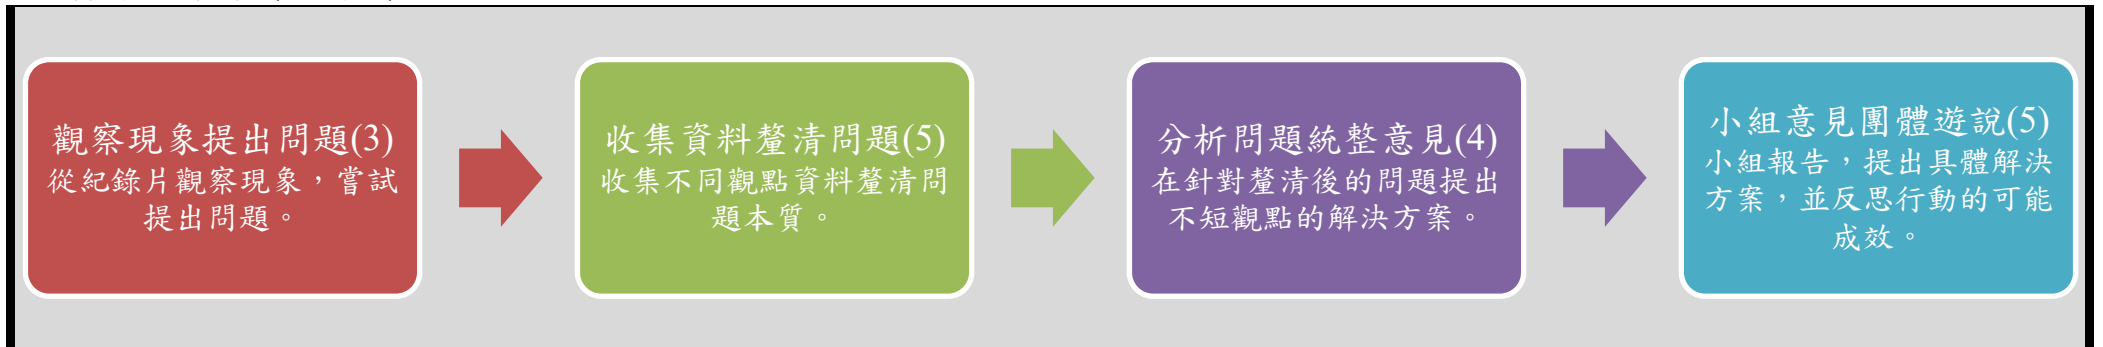 觀察現象提出問題(3)
從紀錄片觀察現象，嘗試
提出問題。
收集資料釐清問題(5)
收集不同觀點資料釐清問
題本質。
分析問題統整意見(4)
在針對釐清後的問題提出
不短觀點的解決方案。
小組意見團體遊說(5)
小組報告，提出具體解決
方案，並反思行動的可能
成效。